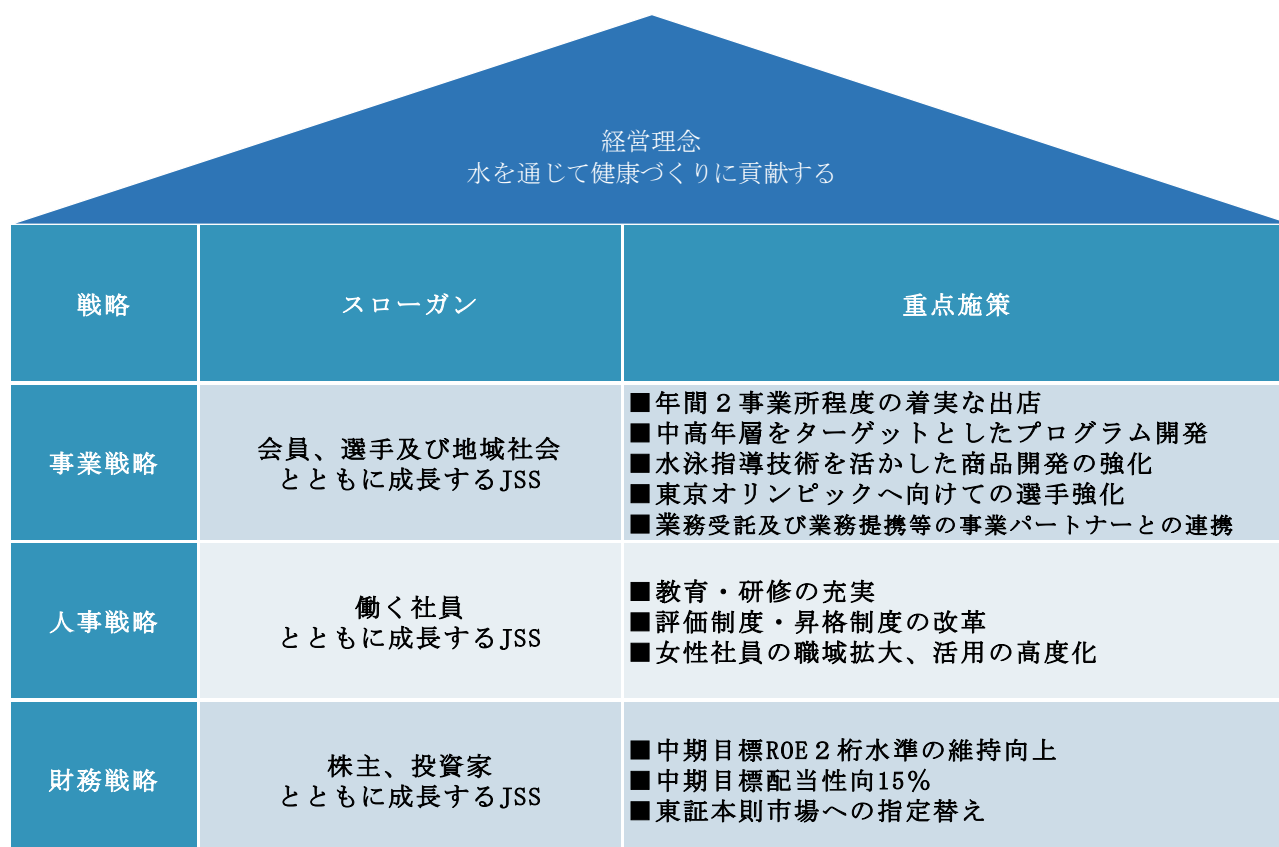 経営理念
水を通じて健康づくりに貢献する
戦略
スローガン
重点施策
事業戦略
会員、選手及び地域社会
とともに成長するJSS
■年間２事業所程度の着実な出店
■中高年層をターゲットとしたプログラム開発
■水泳指導技術を活かした商品開発の強化
■東京オリンピックへ向けての選手強化
■業務受託及び業務提携等の事業パートナーとの連携
人事戦略
働く社員
とともに成長するJSS
■教育・研修の充実
■評価制度・昇格制度の改革
■女性社員の職域拡大、活用の高度化
財務戦略
株主、投資家
とともに成長するJSS
■中期目標ROE２桁水準の維持向上
■中期目標配当性向15％
■東証本則市場への指定替え